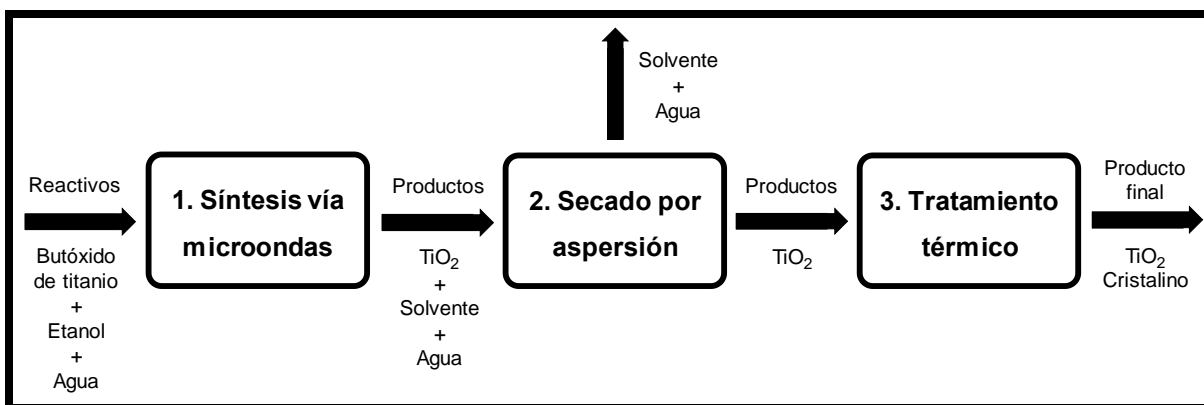 Reactivos
Butóxido
de titanio
+
Etanol
+
Agua
1. Síntesis vía
microondas
Productos
TiO2
+
Solvente
+
Agua
2. Secado por
aspersión
Solvente
+
Agua
Productos
TiO2
3. Tratamiento
térmico
Producto
final
TiO2
Cristalino